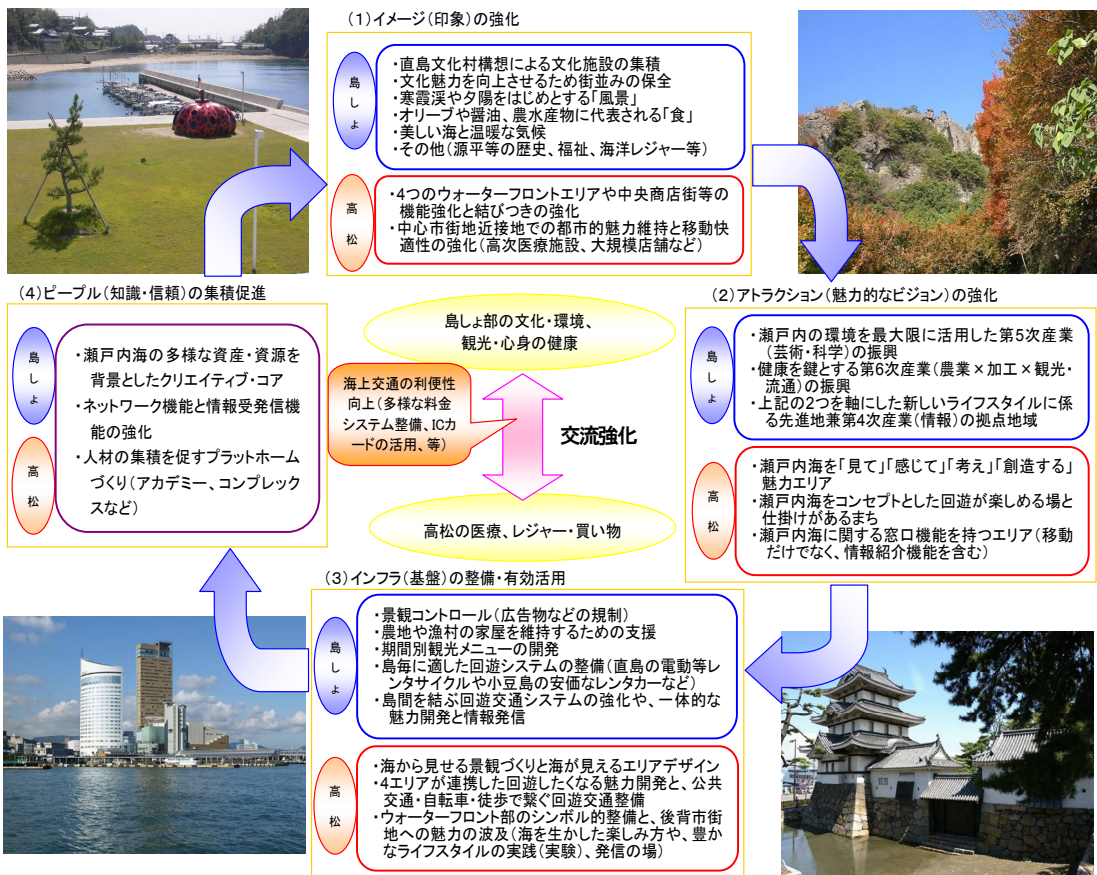 (1)イメージ(印象)の強化
島しょ
・直島文化村構想による文化施設の集積
・文化魅力を向上させるため街並みの保全
・寒霞渓や夕陽をはじめとする「風景」
・オリーブや醤油、農水産物に代表される「食」
・美しい海と温暖な気候
・その他(源平等の歴史、福祉、海洋レジャー等)
高松
・4つのウォーターフロントエリアや中央商店街等の
機能強化と結びつきの強化
・中心市街地近接地での都市的魅力維持と移動快
適性の強化(高次医療施設、大規模店舗など)
(2)アトラクション(魅力的なビジョン)の強化
島しょ
・瀬戸内の環境を最大限に活用した第5次産業
(芸術・科学)の振興
・健康を鍵とする第6次産業(農業×加工×観光・
流通)の振興
・上記の2つを軸にした新しいライフスタイルに係
る先進地兼第4次産業(情報)の拠点地域
高松
・瀬戸内海を「見て」「感じて」「考え」「創造する」
魅力エリア
・瀬戸内海をコンセプトとした回遊が楽しめる場と
仕掛けがあるまち
・瀬戸内海に関する窓口機能を持つエリア(移動
だけでなく、情報紹介機能を含む)
(3)インフラ(基盤)の整備・有効活用
島しょ
・景観コントロール(広告物などの規制)
・農地や漁村の家屋を維持するための支援
・期間別観光メニューの開発
・島毎に適した回遊システムの整備(直島の電動等レ
ンタサイクルや小豆島の安価なレンタカーなど)
・島間を結ぶ回遊交通システムの強化や、一体的な
魅力開発と情報発信
高松
・海から見せる景観づくりと海が見えるエリアデザイン
・4エリアが連携した回遊したくなる魅力開発と、公共
交通・自転車・徒歩で繋ぐ回遊交通整備
・ウォーターフロント部のシンボル的整備と、後背市街
地への魅力の波及(海を生かした楽しみ方や、豊か
なライフスタイルの実践(実験)、発信の場)
(4)ピープル(知識・信頼)の集積促進
島しょ
高松
・瀬戸内海の多様な資産・資源を
背景としたクリエイティブ・コア
・ネットワーク機能と情報受発信機
能の強化
・人材の集積を促すプラットホーム
づくり(アカデミー、コンプレック
スなど)
島しょ部の文化・環境、
観光・心身の健康
海上交通の利便性
向上(多様な料金
システム整備、ICカ
ードの活用、等)
交流強化
高松の医療、レジャー・買い物